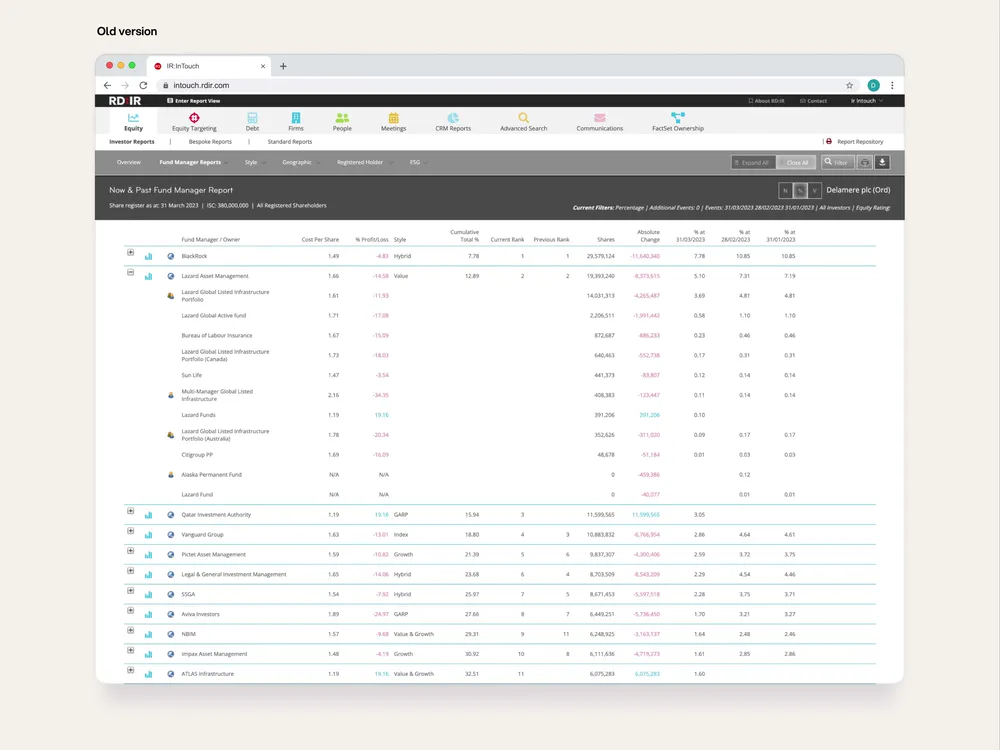 Old version
IR:InTouch
intouch.rdir.com
D
RD:IR Enter Report View About RD:IR Contact Ir Intouch
Equity Equity Targeting Debt Firms People Meetings CRM Reports Advanced Search Communications FactSet Ownership
Investor Reports | Bespoke Reports | Standard Reports | Report Repository
Overview Fund Manager Reports Style Geographic Registered Holder ESG Expand All Close All Filter
Now & Past Fund Manager Report N % V Delamere plc (Ord)
Share register as at: 31 March 2023 | ISC: 380,000,000 | All Registered Shareholders
Current Filters: Percentage | Additional Events: 0 | Events: 31/03/2023 28/02/2023 31/01/2023 | All Investors | Equity Rating:
Fund Manager / Owner Cost Per Share % Profit/Loss Style Cumulative Total % Current Rank Previous Rank Shares Absolute Change % at 31/03/2023 % at 28/02/2023 % at 31/01/2023
BlackRock 1.49 -4.83 Hybrid 7.78 1 1 29,579,124 -11,640,340 7.78 10.85 10.85
Lazard Asset Management 1.66 -14.58 Value 12.89 2 2 19,393,240 -8,373,615 5.10 7.31 7.19
Lazard Global Listed Infrastructure Portfolio 1.61 -11.93 14,031,313 -4,265,487 3.69 4.81 4.81
Lazard Global Active fund 1.71 -17.08 2,206,511 -1,991,442 0.58 1.10 1.10
Bureau of Labour Insurance 1.67 -15.09 872,687 -886,233 0.23 0.46 0.46
Lazard Global Listed Infrastructure Portfolio (Canada) 1.73 -18.03 640,463 -552,738 0.17 0.31 0.31
Sun Life 1.47 -3.54 441,373 -83,807 0.12 0.14 0.14
Multi-Manager Global Listed Infrastructure 2.16 -34.35 408,383 -123,447 0.11 0.14 0.14
Lazard Funds 1.19 19.16 391,206 391,206 0.10
Lazard Global Listed Infrastructure Portfolio (Australia) 1.78 -20.34 352,626 -311,020 0.09 0.17 0.17
Citigroup PP 1.69 -16.09 48,678 -51,184 0.01 0.03 0.03
Alaska Permanent Fund N/A N/A 0 -459,386 0.12
Lazard Fund N/A N/A 0 -40,077 0.01 0.01
Qatar Investment Authority 1.19 19.16 GARP 15.94 3 11,599,565 11,599,565 3.05
Vanguard Group 1.63 -13.01 Index 18.80 4 3 10,883,832 -6,766,954 2.86 4.64 4.61
Pictet Asset Management 1.59 -10.82 Growth 21.39 5 6 9,837,307 -4,300,406 2.59 3.72 3.75
Legal & General Investment Management 1.65 -14.06 Hybrid 23.68 6 4 8,703,509 -8,543,209 2.29 4.54 4.46
SSGA 1.54 -7.92 Hybrid 25.97 7 5 8,671,453 -5,597,518 2.28 3.75 3.71
Aviva Investors 1.89 -24.97 GARP 27.66 8 7 6,449,251 -5,736,450 1.70 3.21 3.27
NBIM 1.57 -9.68 Value & Growth 29.31 9 11 6,248,925 -3,163,137 1.64 2.48 2.46
Impax Asset Management 1.48 -4.19 Growth 30.92 10 8 6,111,636 -4,719,273 1.61 2.85 2.86
ATLAS Infrastructure 1.19 19.16 Value & Growth 32.51 11 6,075,283 6,075,283 1.60